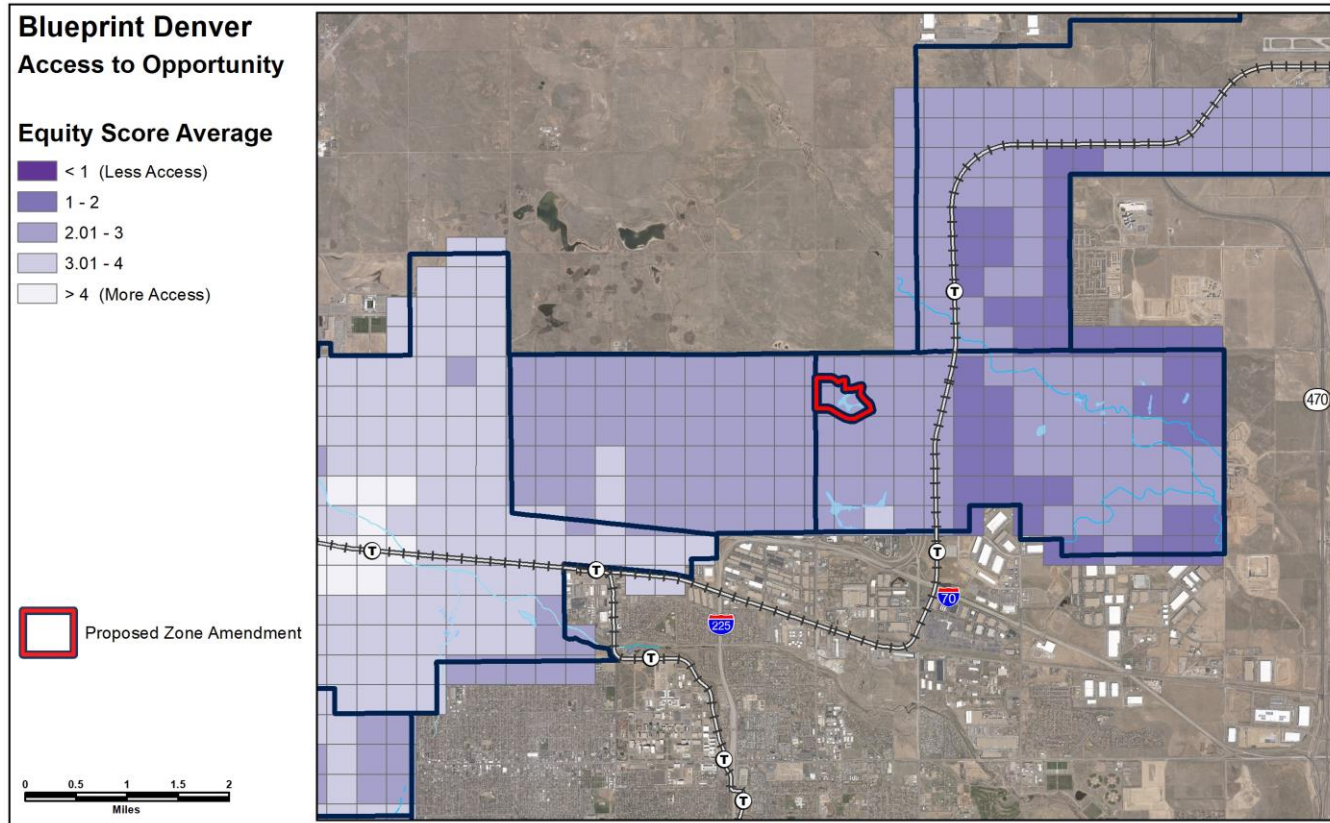 Blueprint Denver
Access to Opportunity
Equity Score Average
< 1 (Less Access)
1 - 2
2.01 - 3
3.01 - 4
> 4 (More Access)
Proposed Zone Amendment
0 0.5 1 1.5 2
Miles
T
470
T
T
T
70
225
T
T
T